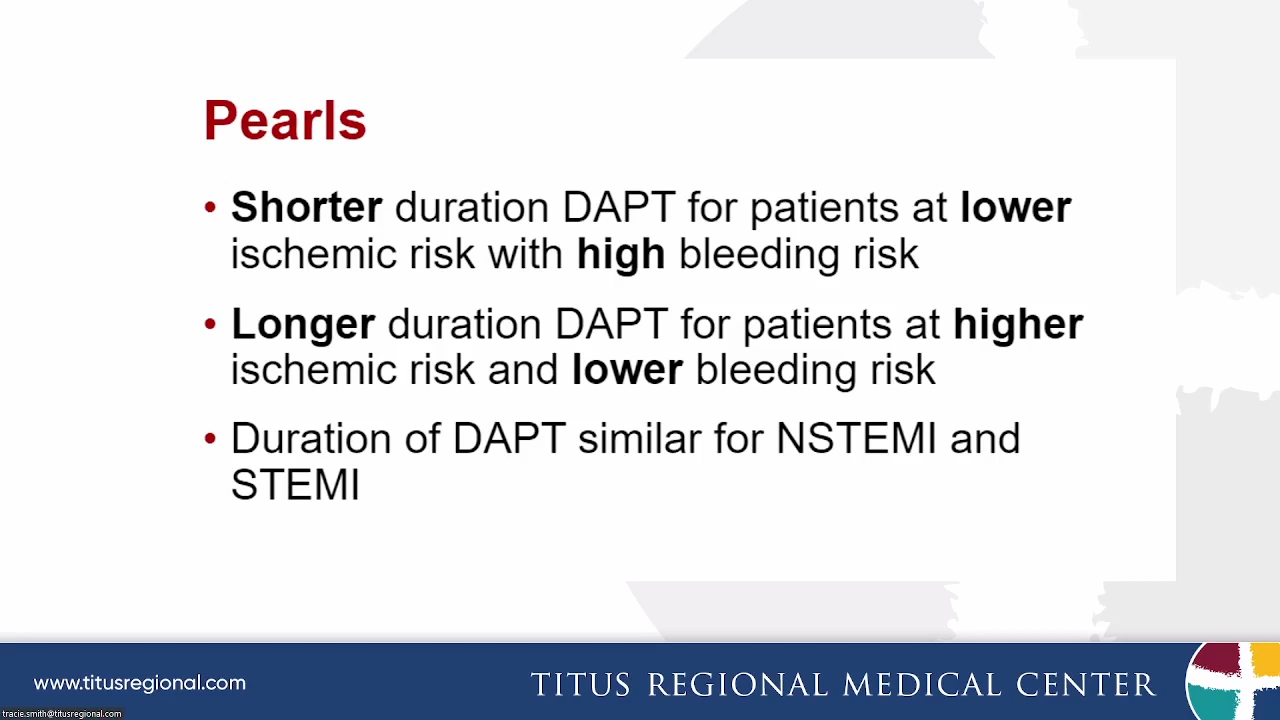 Pearls
• Shorter duration DAPT for patients at lower
ischemic risk with high bleeding risk
• Longer duration DAPT for patients at higher
ischemic risk and lower bleeding risk
• Duration of DAPT similar for NSTEMI and
STEMI
www.titusregional.com
TITUS REGIONAL MEDICAL CENTER
tracie.smith@titusregional.com